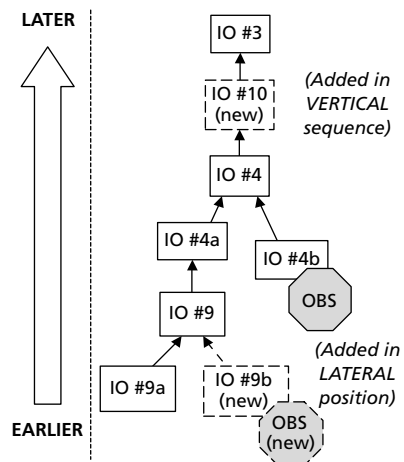 LATER
IO #3
IO #10
(new)
(Added in
VERTICAL
sequence)
IO #4
IO #4a
IO #4b
OBS
IO #9
(Added in
LATERAL
position)
IO #9a
IO #9b
(new)
OBS
(new)
EARLIER